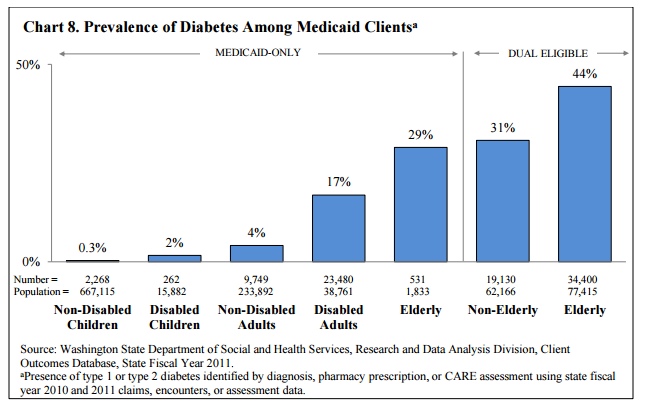 Chart 8. Prevalence of Diabetes Among Medicaid Clientsª
MEDICAID-ONLY DUAL ELIGIBLE
50%
44%
31%
29%
17%
4%
2%
0.3%
0%
Number = 2,268 262 9,749 23,480 531 19,130 34,400
Population = 667,115 15,882 233,892 38,761 1,833 62,166 77,415
Non-Disabled Disabled Non-Disabled Disabled Elderly Non-Elderly Elderly
Children Children Adults Adults
Source: Washington State Department of Social and Health Services, Research and Data Analysis Division, Client
Outcomes Database, State Fiscal Year 2011.
ªPresence of type 1 or type 2 diabetes identified by diagnosis, pharmacy prescription, or CARE assessment using state fiscal
year 2010 and 2011 claims, encounters, or assessment data.